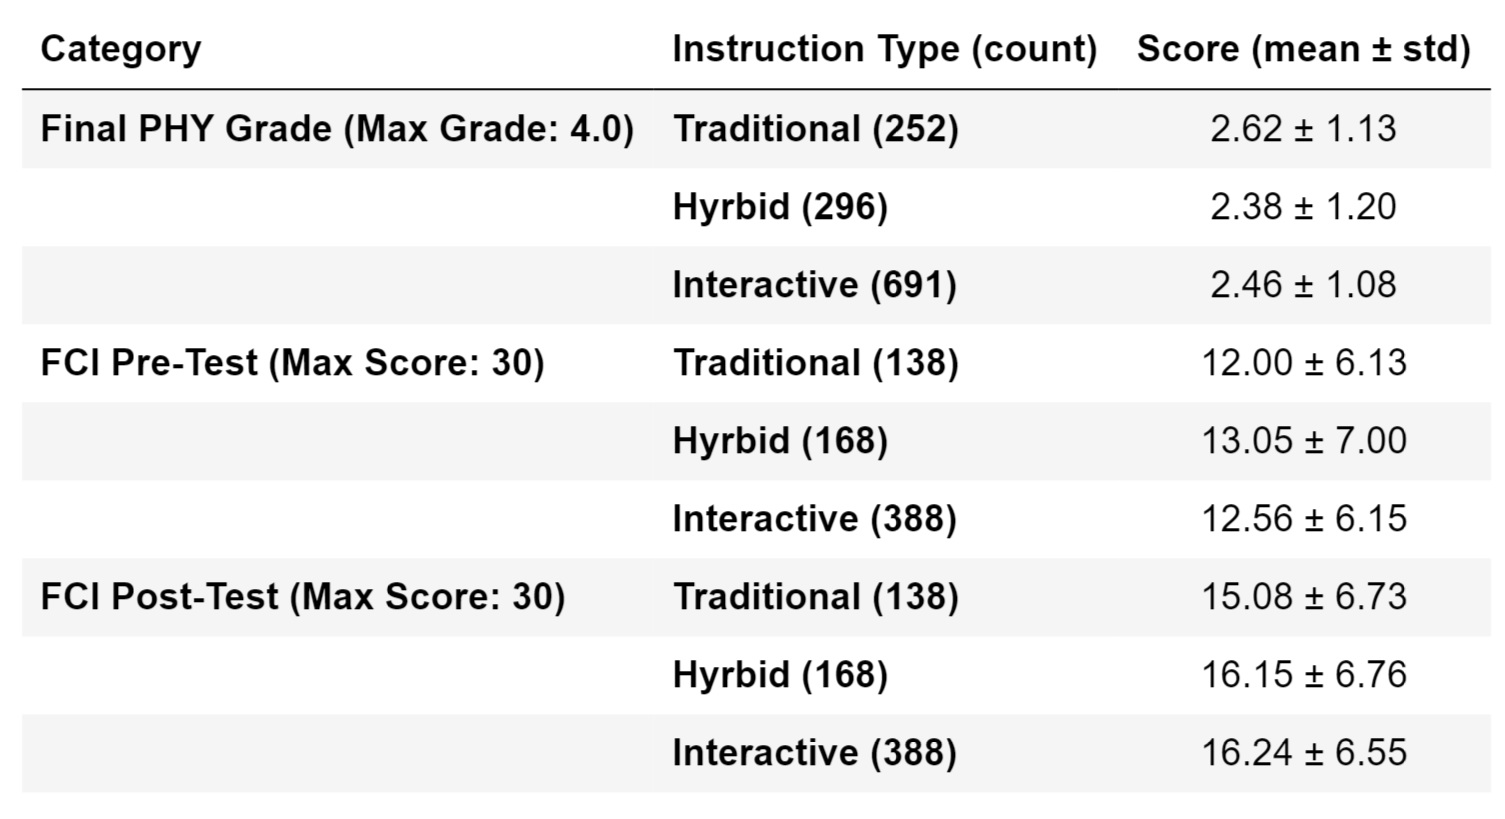 Category Instruction Type (count) Score (mean ± std)
Final PHY Grade (Max Grade: 4.0) Traditional (252) 2.62 ± 1.13
Hyrbid (296) 2.38 ± 1.20
Interactive (691) 2.46 ± 1.08
FCI Pre-Test (Max Score: 30) Traditional (138) 12.00 ± 6.13
Hyrbid (168) 13.05 ± 7.00
Interactive (388) 12.56 ± 6.15
FCI Post-Test (Max Score: 30) Traditional (138) 15.08 ± 6.73
Hyrbid (168) 16.15 ± 6.76
Interactive (388) 16.24 ± 6.55